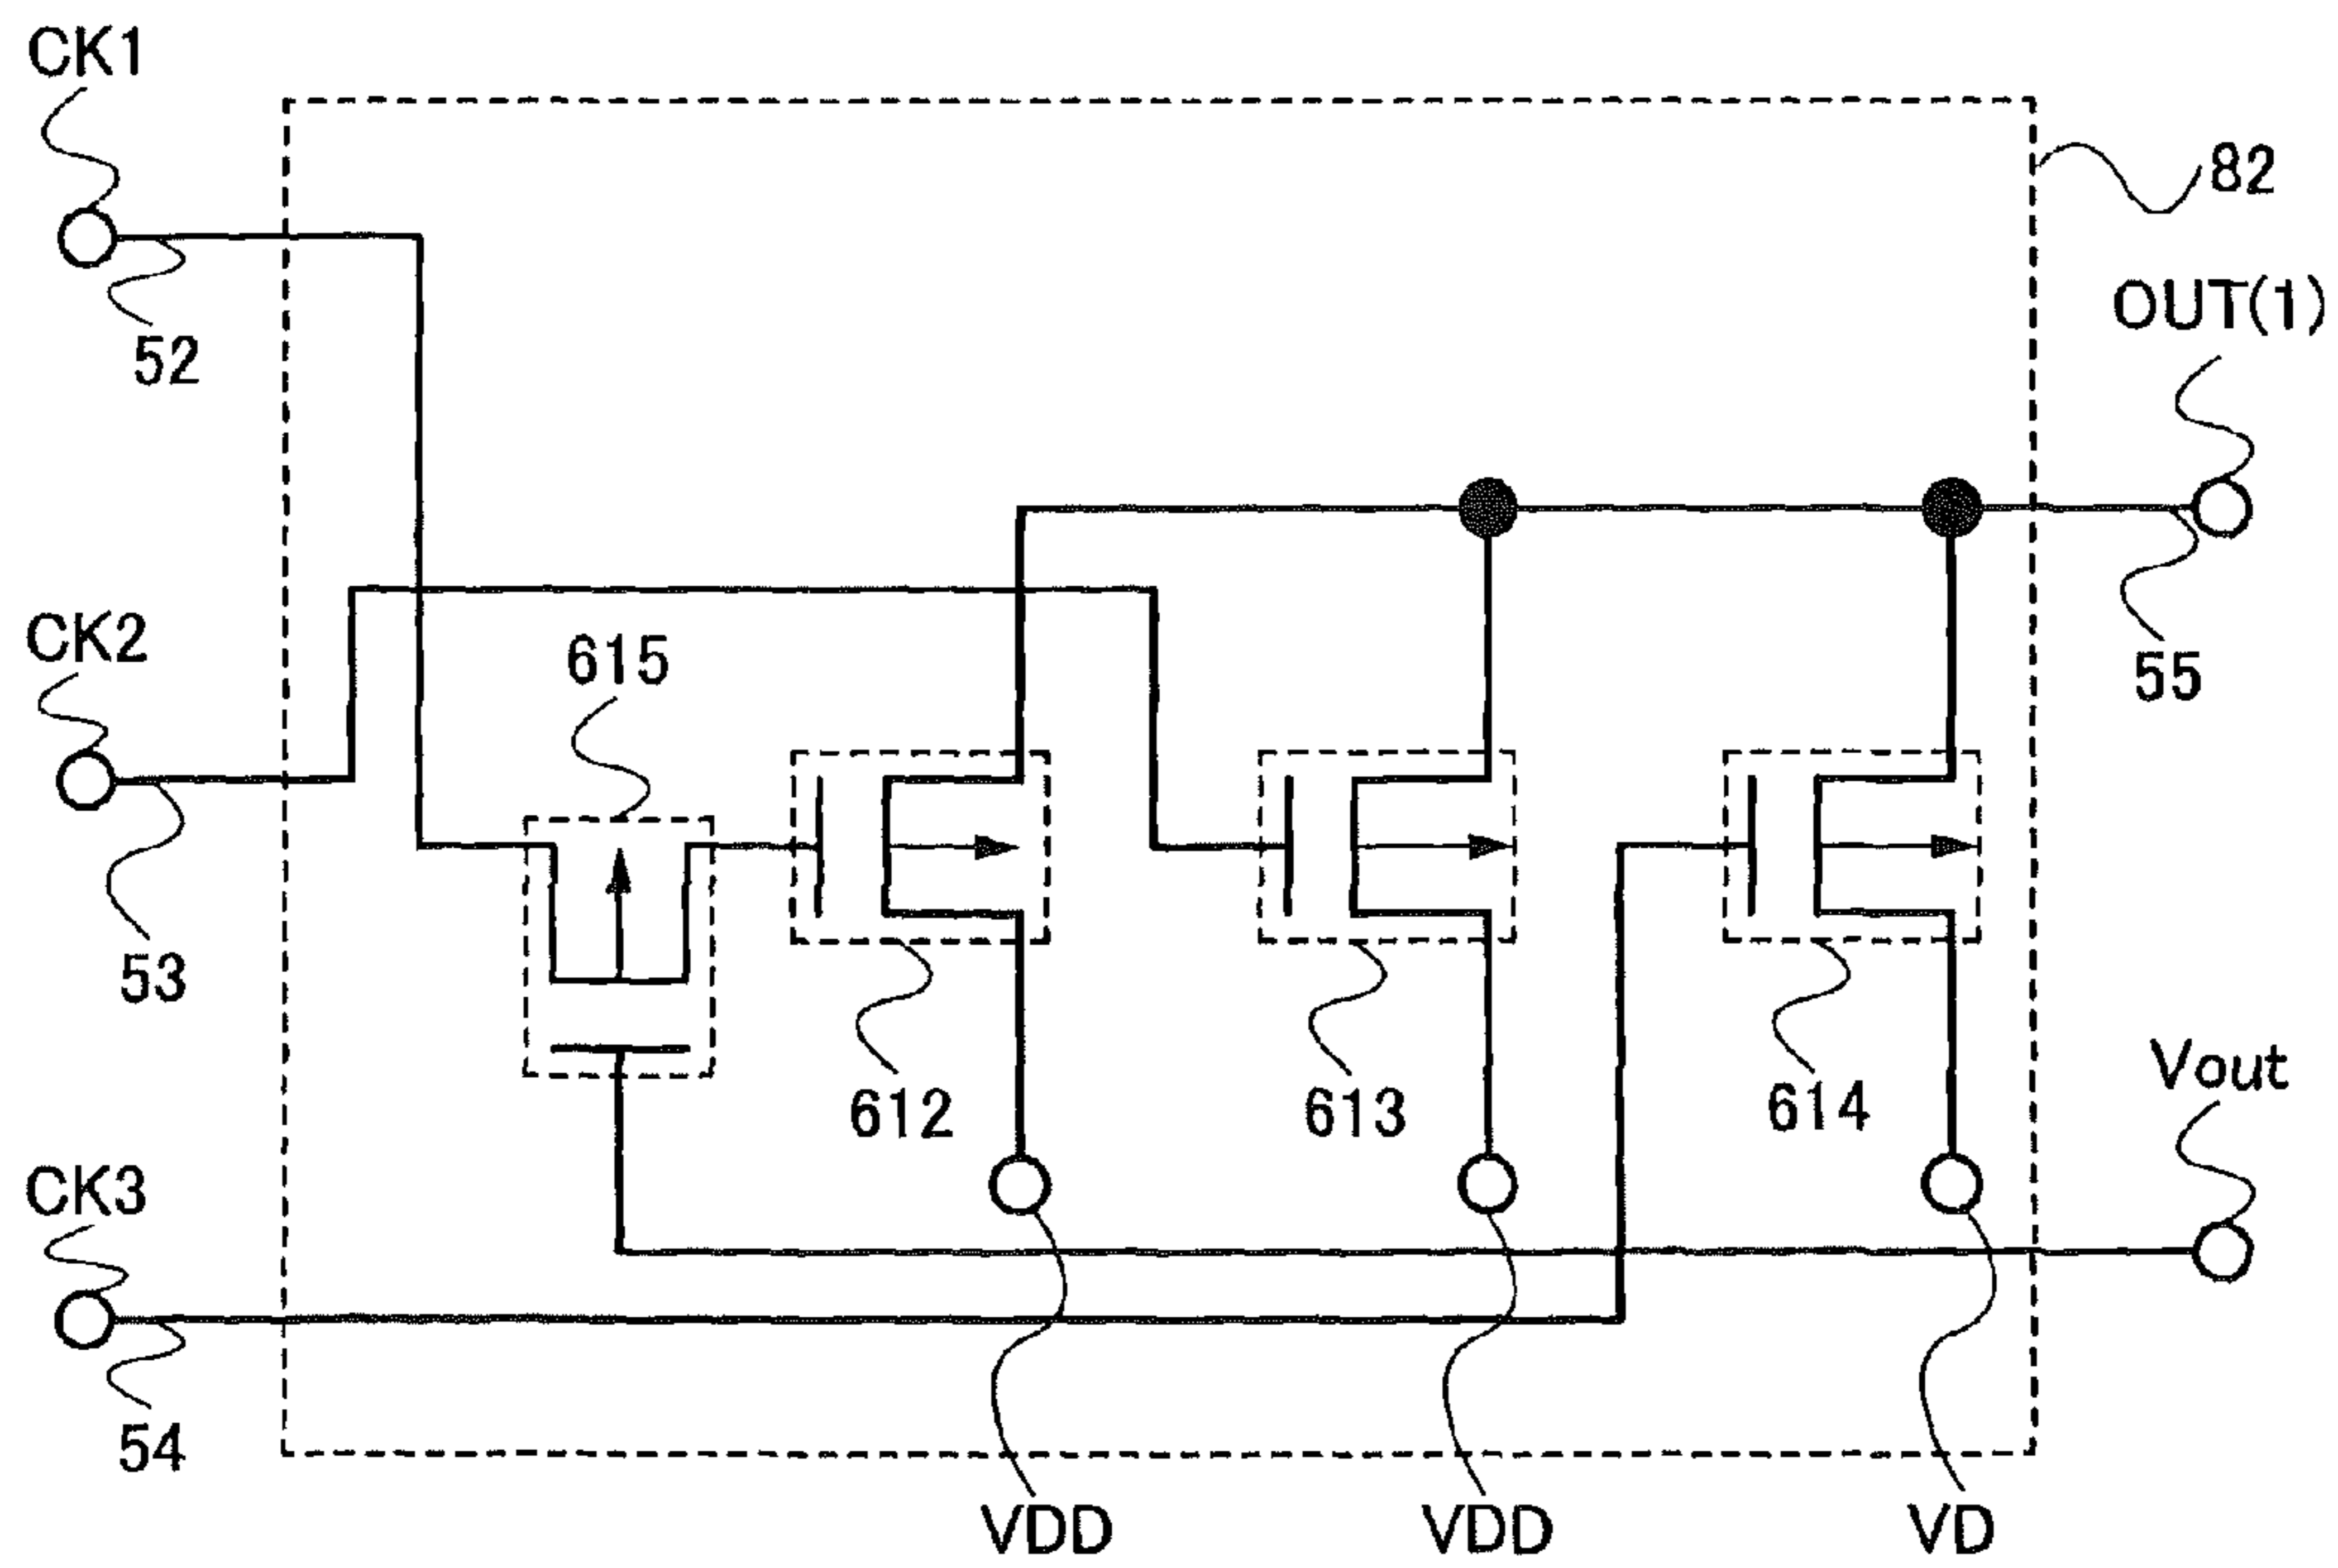 CK1
82
OUT(1)
52
CK2
615
55
53
Vout
612
613
614
CK3
54
VDD
VDD
VD